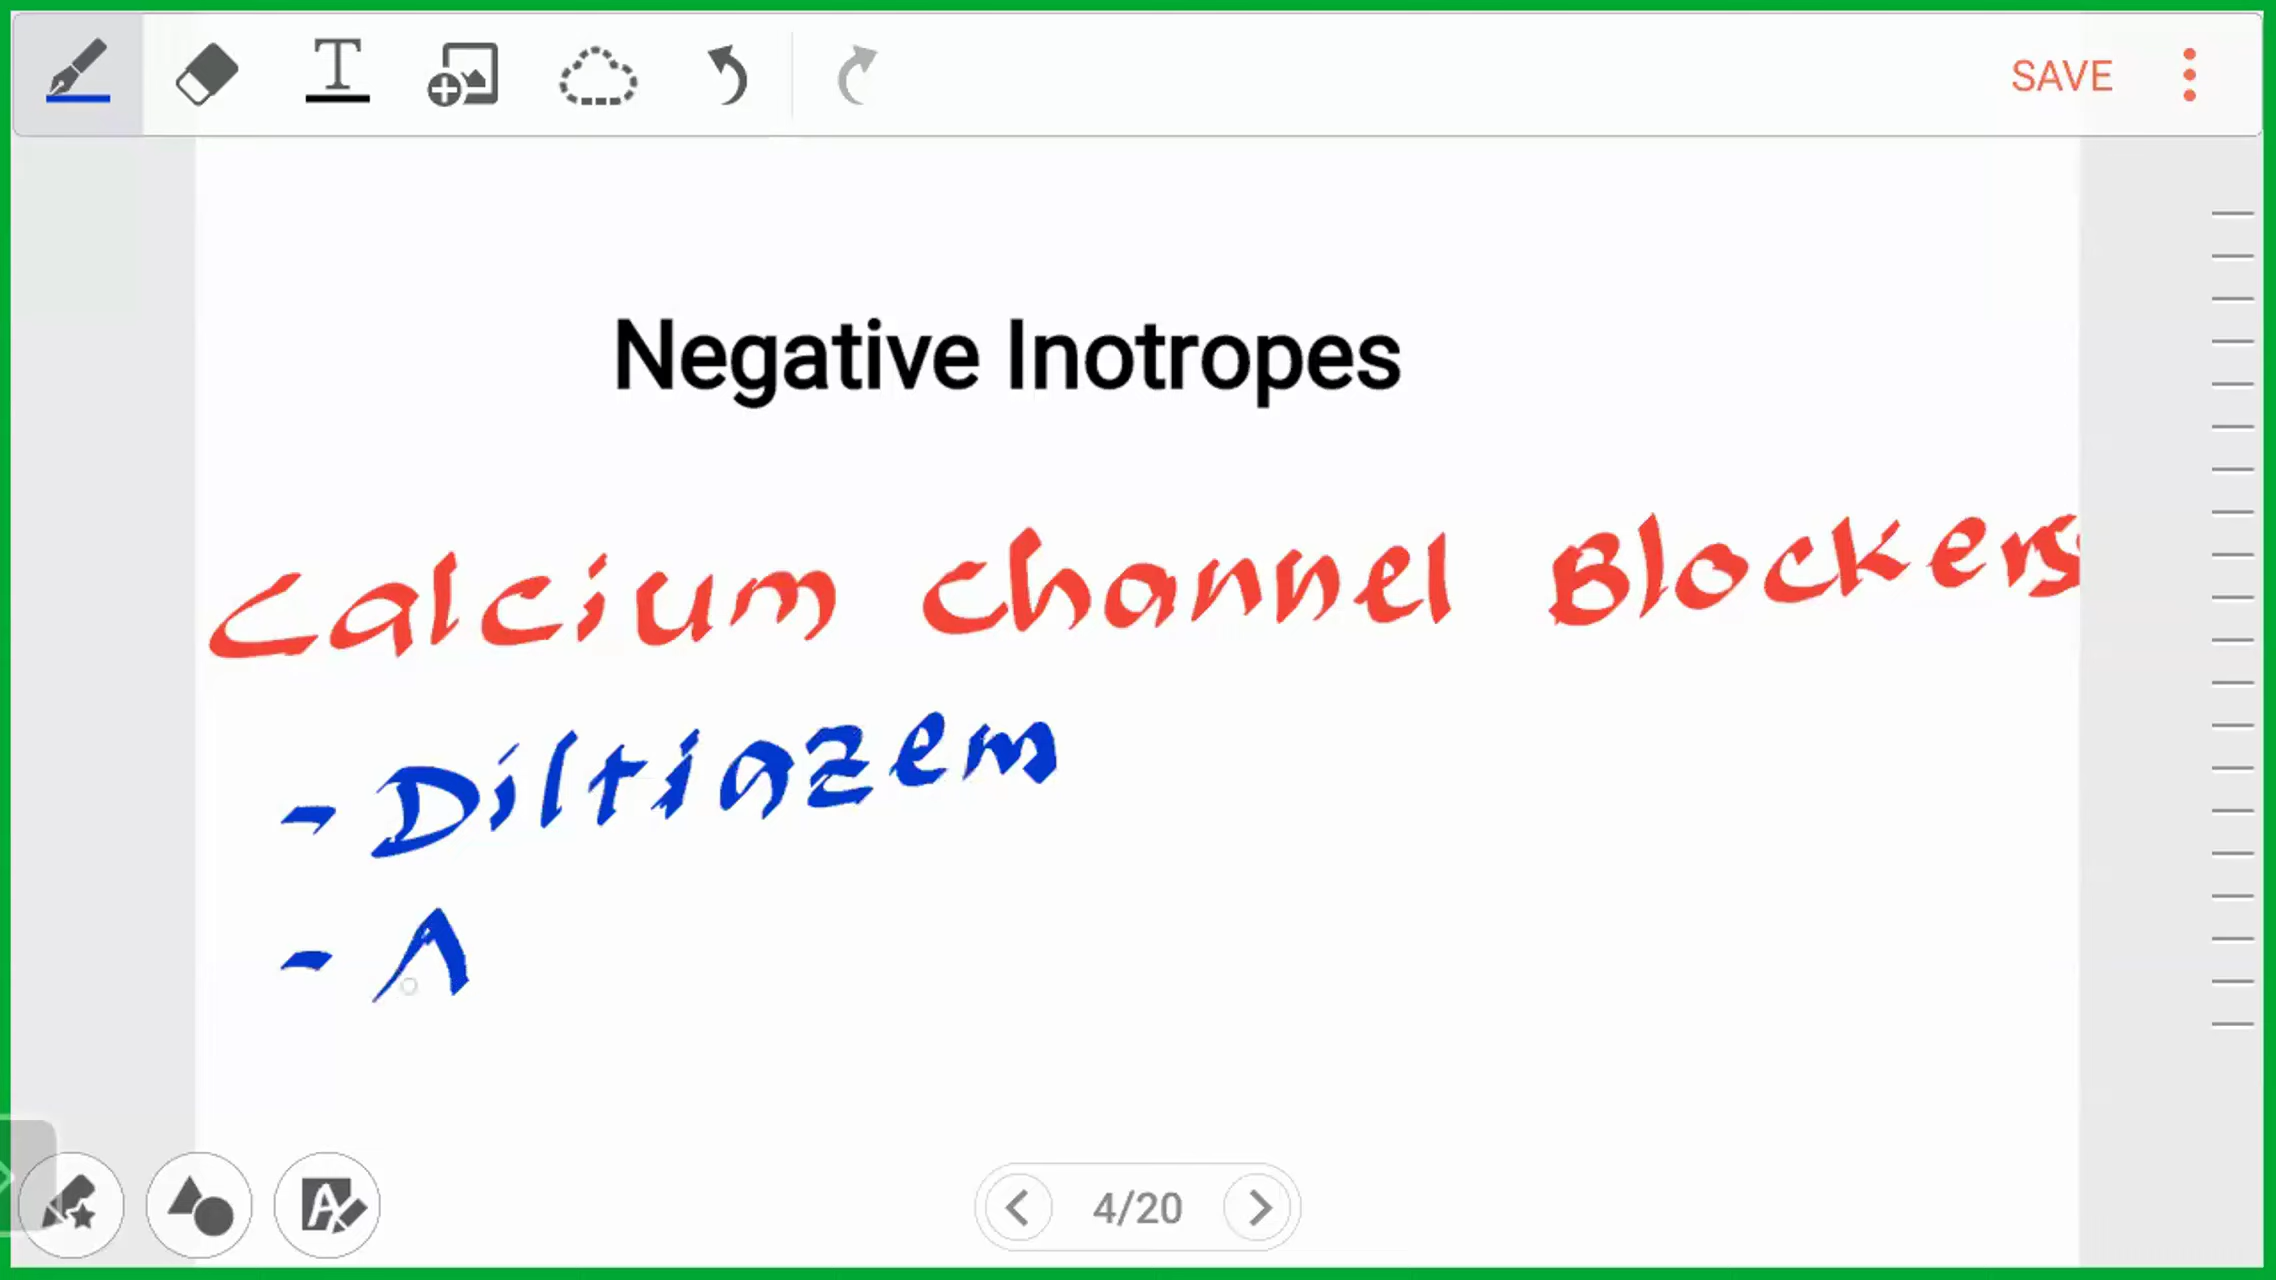 SAVE
Negative Inotropes
Calcium Channel Blockers
- Diltiazem
-
4/20